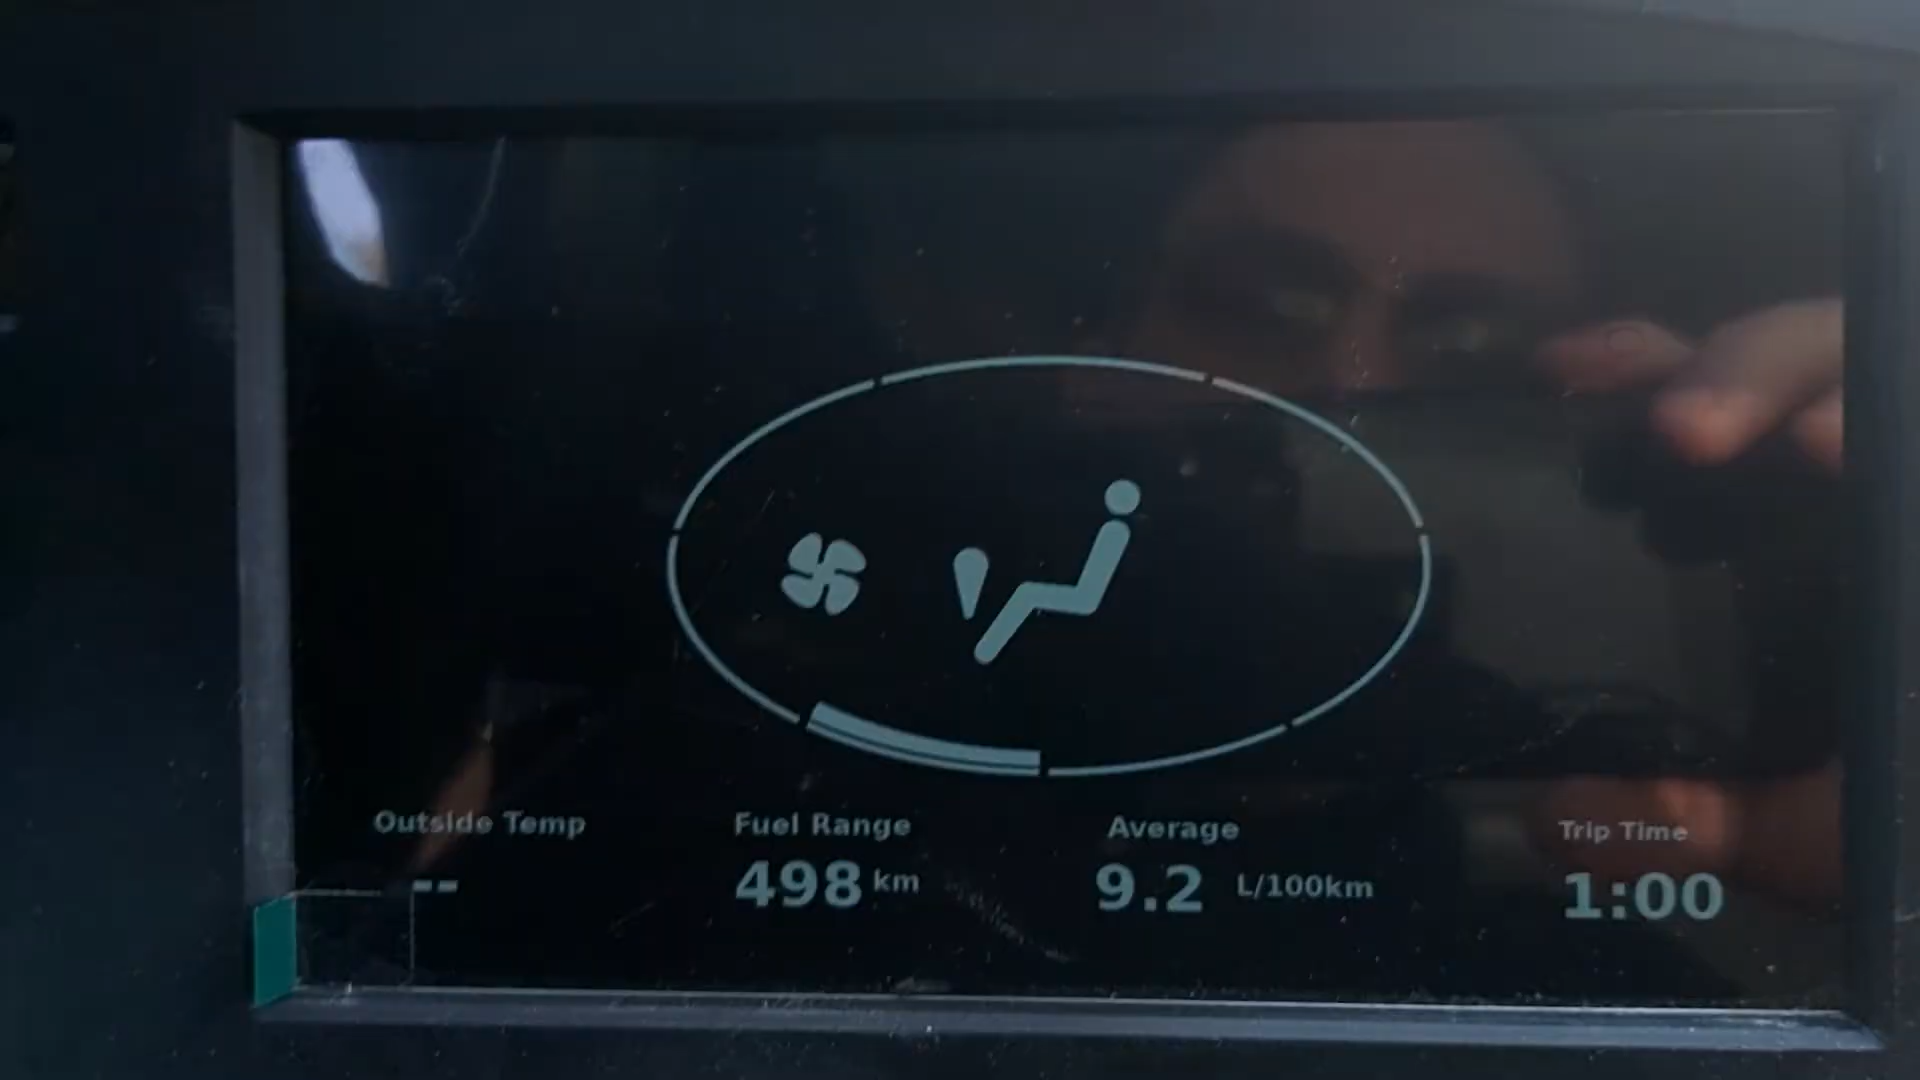 Outside Temp Fuel Range Average Trip Time
-- 498 km 9.2 L/100km 1:00